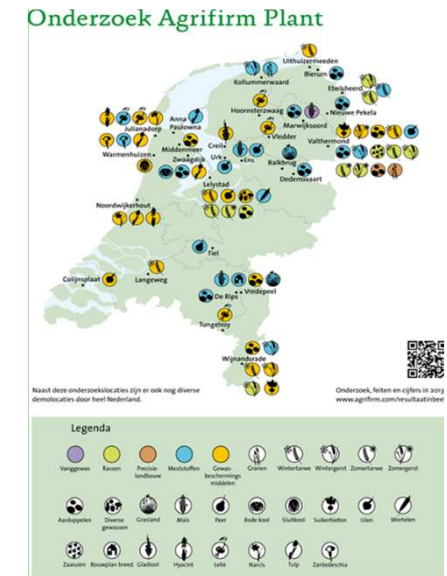 Onderzoek Agrifirm Plant
Uithuizermeeden
Bierum
Kollummerwaard
Ebelsheerd
Hoornsterzwaag
Nieuwe Pekela
Marwijksoord
Anna
Paulowna
Julianadorp
Vledder
Valthermond
Creil
Middenmeer
Warmenhuizen
Zwaagdijk
Urk
Ens
Balkbrug
Dedemsvaart
Lelystad
Noordwijkerhout
Tiel
Colijnsplaat
Langeweg
De Rips
Vredepeel
Tungelroy
Wijnandsrade
Naast deze onderzoekslocaties zijn er ook nog diverse
demolocaties door heel Nederland.
Onderzoek, feiten en cijfers in 2013
www.agrifirm.com/resultaatinbeel
Legenda
Vanggewas
Rassen
Precisie-
landbouw
Meststoffen
Gewas-
beschermings
middelen
Granen
Wintertarwe
Wintergerst
Zomertarwe
Zomergerst
Aardappelen
Diverse
gewassen
Grasland
Maïs
Peer
Rode kool
Sluitkool
Suikerbieten
Uien
Wortelen
Zaaiuien
Bouwplan breed
Gladiool
Hyacint
Lelie
Narcis
Tulp
Zantedeschia